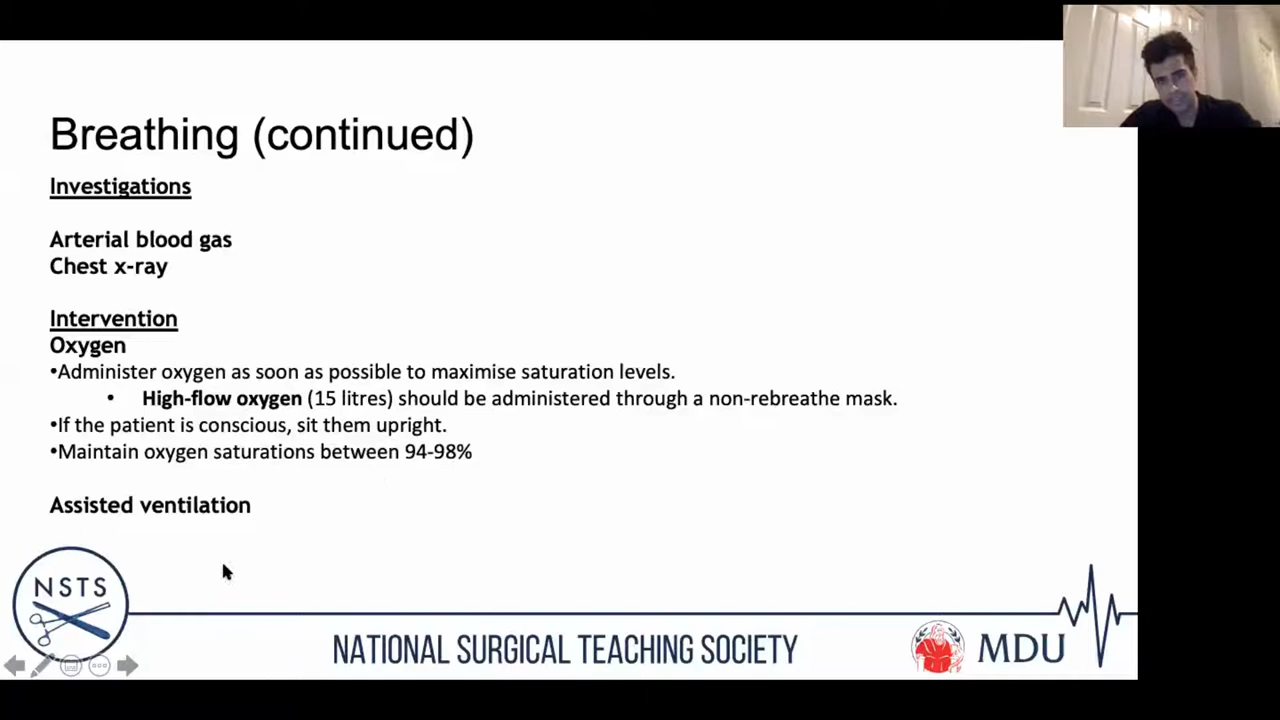 Breathing (continued)
Investigations
Arterial blood gas
Chest x-ray
Intervention
Oxygen
•Administer oxygen as soon as possible to maximise saturation levels.
• High-flow oxygen (15 litres) should be administered through a non-rebreathe mask.
•If the patient is conscious, sit them upright.
•Maintain oxygen saturations between 94-98%
Assisted ventilation
NSTS
NATIONAL SURGICAL TEACHING SOCIETY
MDU